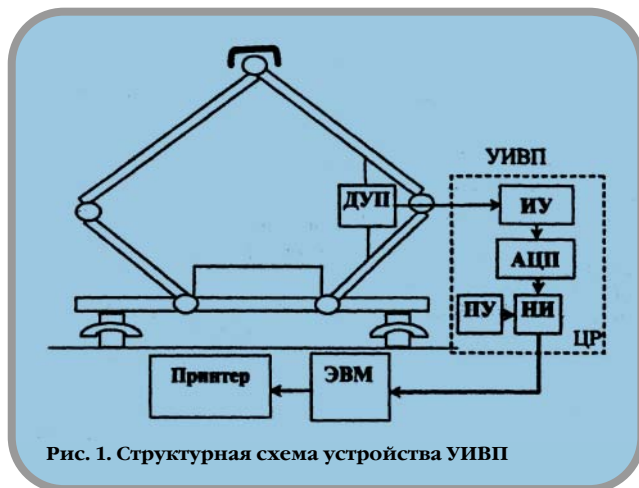 УИВП
ДУП
ИУ
АЦП
ПУ
НИ
ЦР
Принтер
ЭВМ
Рис. 1. Структурная схема устройства УИВП